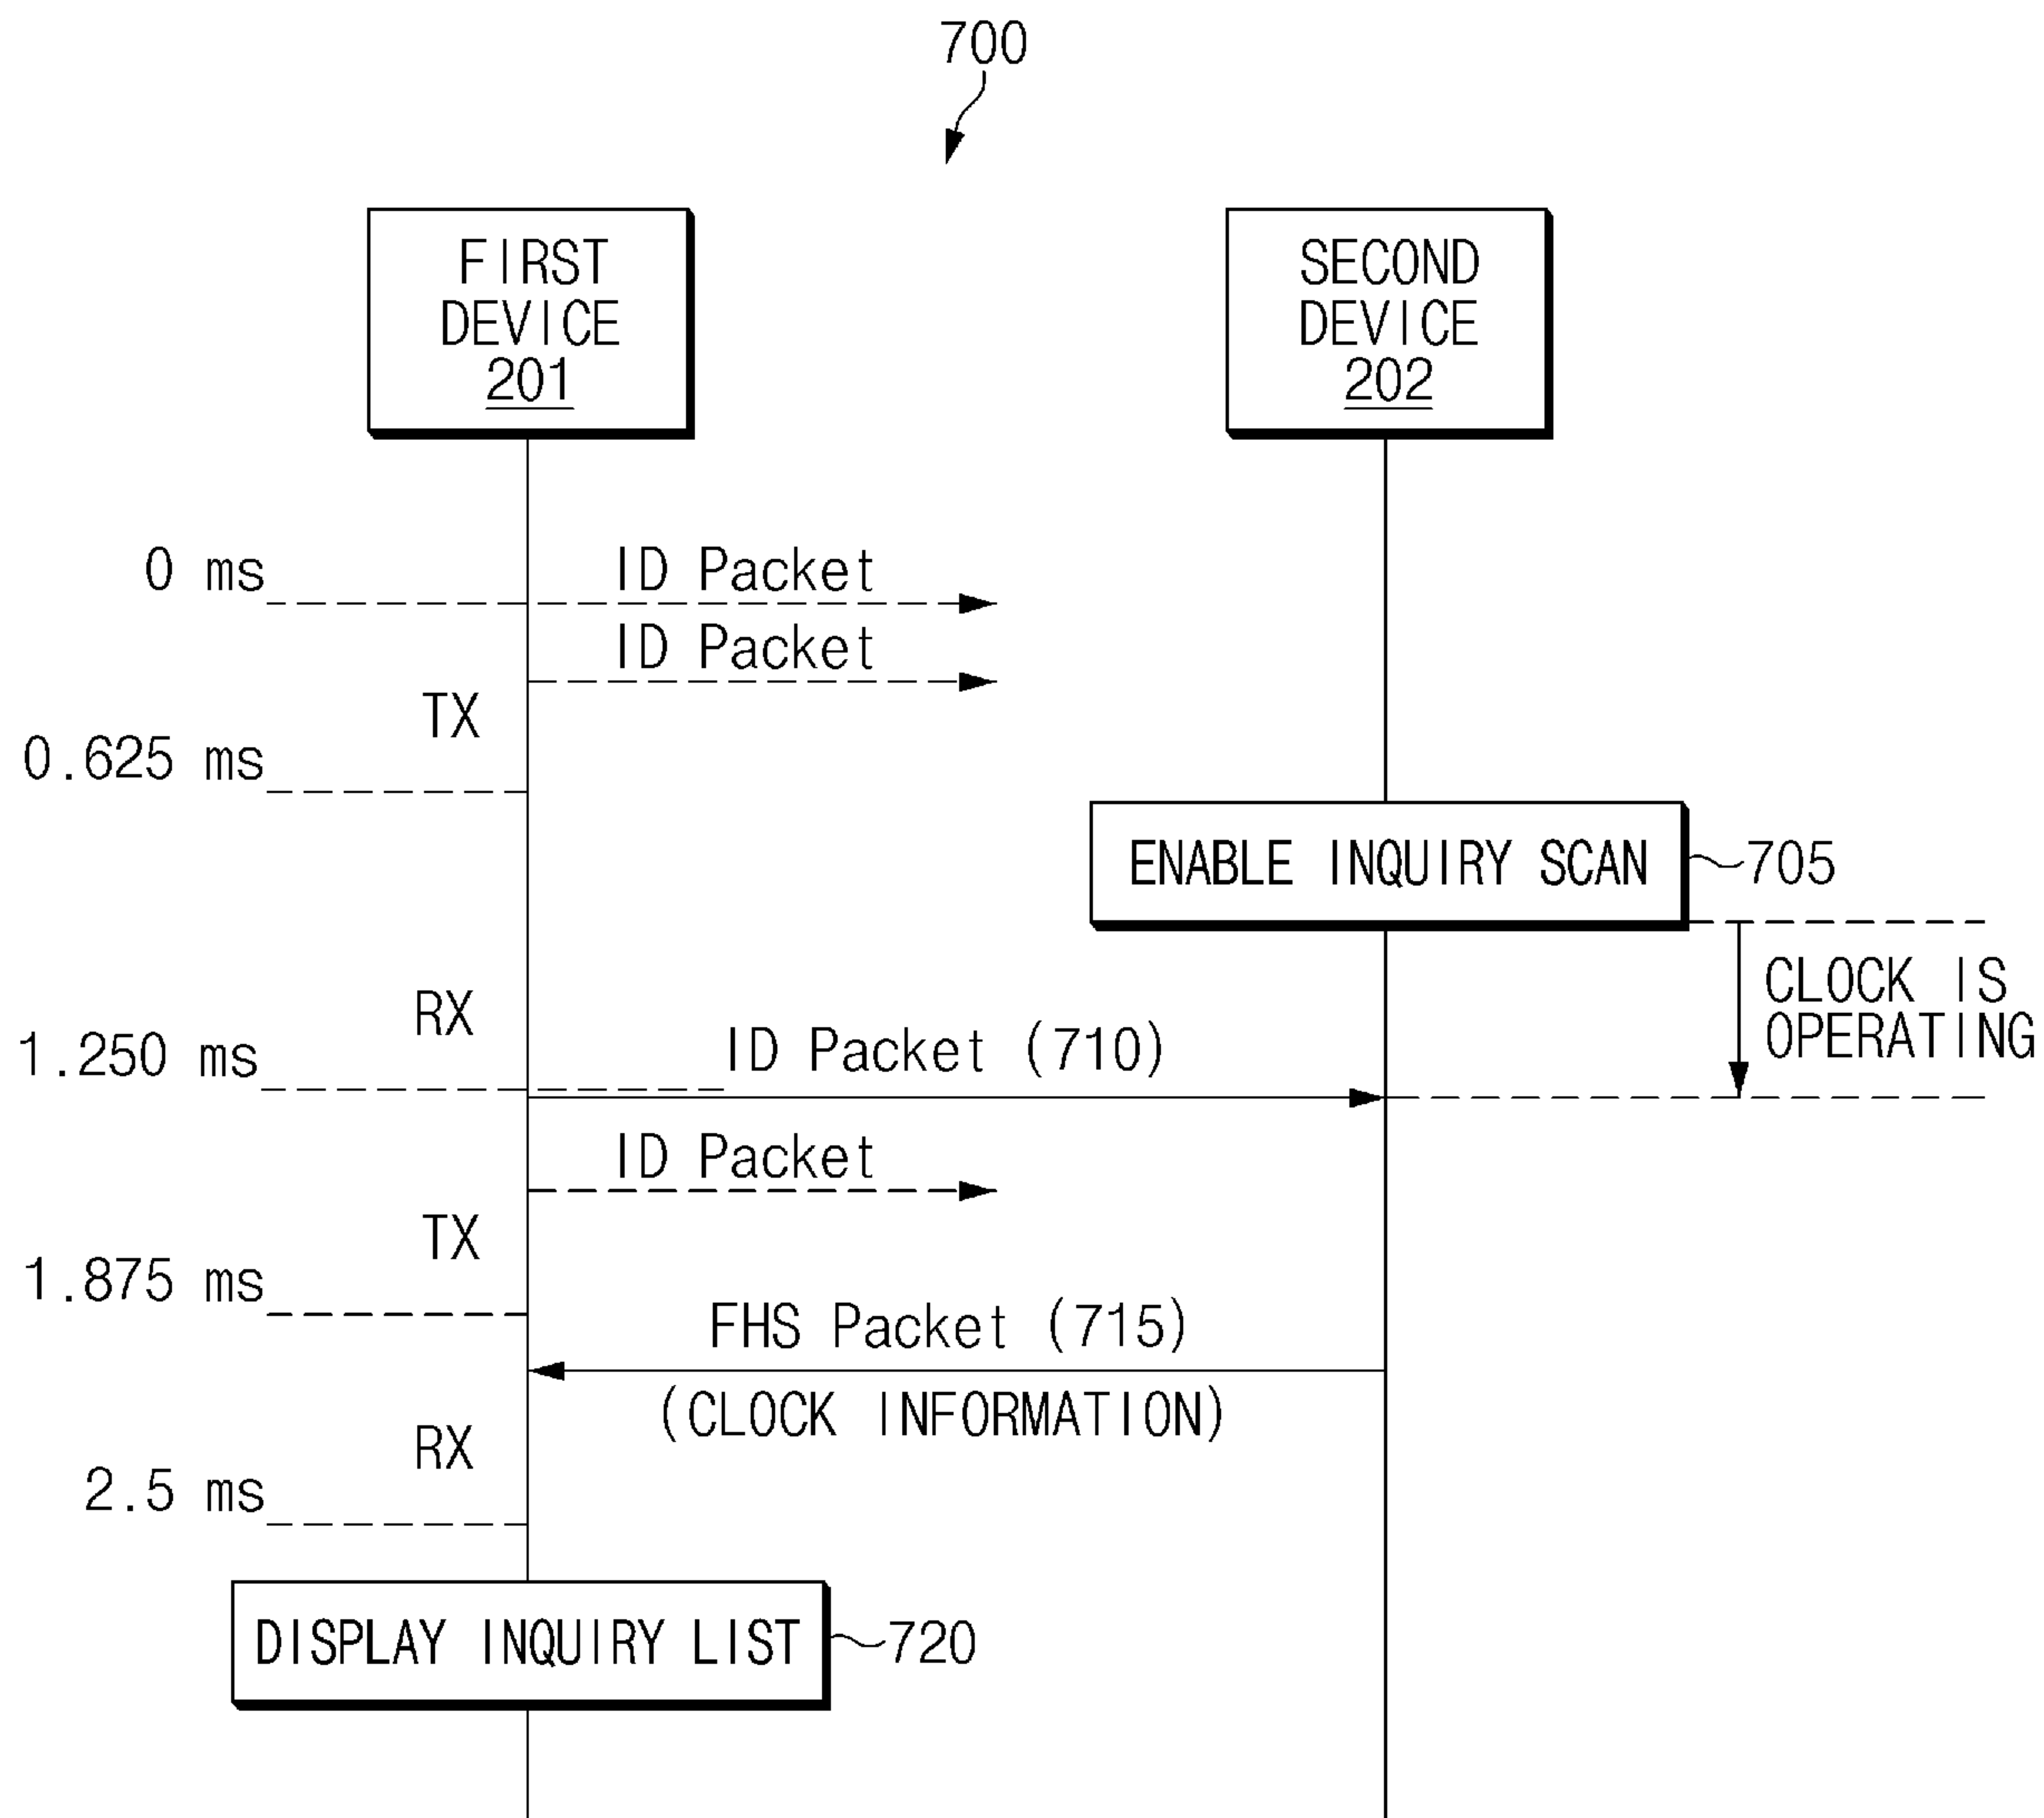 700
FIRST
DEVICE
201
SECOND
DEVICE
202
0 ms
ID Packet
ID Packet
TX
0.625 ms
ENABLE INQUIRY SCAN
705
CLOCK IS
OPERATING
RX
1.250 ms
ID Packet (710)
ID Packet
TX
1.875 ms
FHS Packet (715)
(CLOCK INFORMATION)
RX
2.5 ms
DISPLAY INQUIRY LIST
720